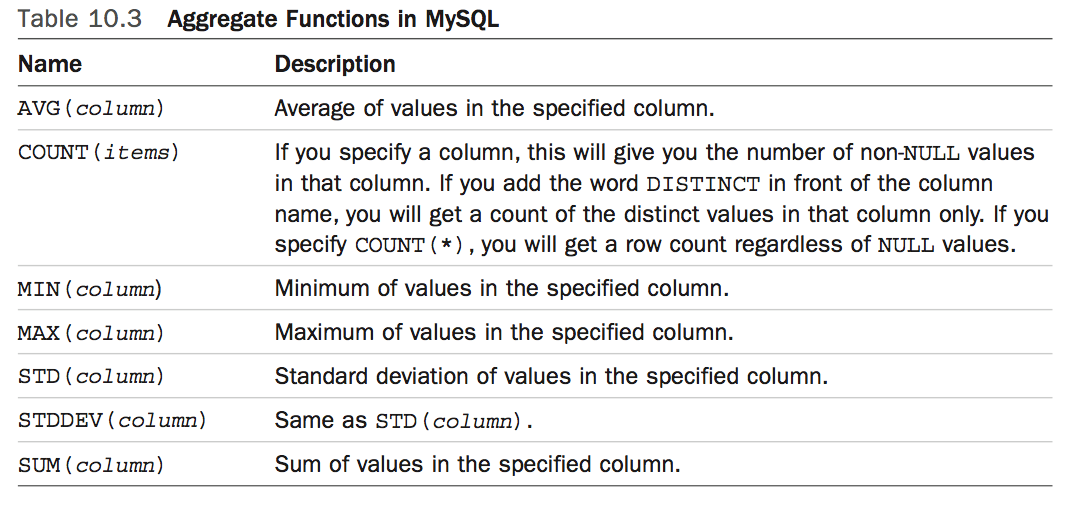 Table 10.3 Aggregate Functions in MySQL
Name Description
AVG(column) Average of values in the specified column.
COUNT(items) If you specify a column, this will give you the number of non-NULL values
in that column. If you add the word DISTINCT in front of the column
name, you will get a count of the distinct values in that column only. If you
specify COUNT(*), you will get a row count regardless of NULL values.
MIN(column) Minimum of values in the specified column.
MAX(column) Maximum of values in the specified column.
STD(column) Standard deviation of values in the specified column.
STDDEV(column) Same as STD(column).
SUM(column) Sum of values in the specified column.